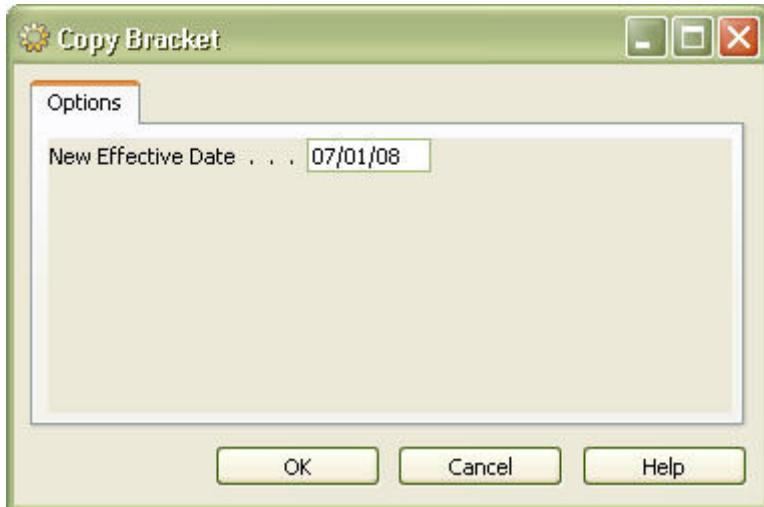 Copy Bracket
Options
New Effective Date . . . 07/01/08
OK Cancel Help